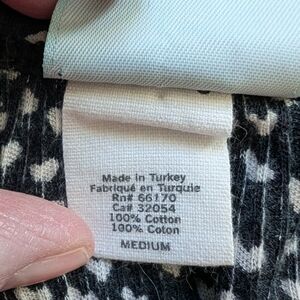 Made in Turkey
Fabriqué en Turquie
Rn# 66170
Ca# 32054
100% Cotton
100% Coton
MEDIUM